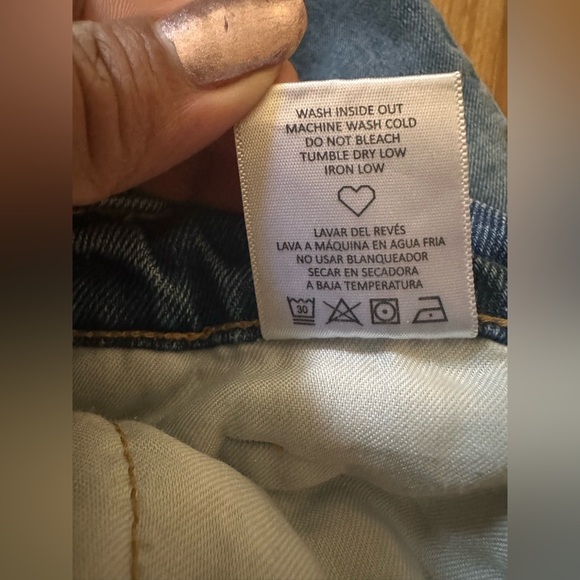 WASH INSIDE OUT
MACHINE WASH COLD
DO NOT BLEACH
TUMBLE DRY LOW
IRON LOW
LAVAR DEL REVÉS
LAVA A MÁQUINA EN AGUA FRIA
NO USAR BLANQUEADOR
SECAR EN SECADORA
A BAJA TEMPERATURA
30